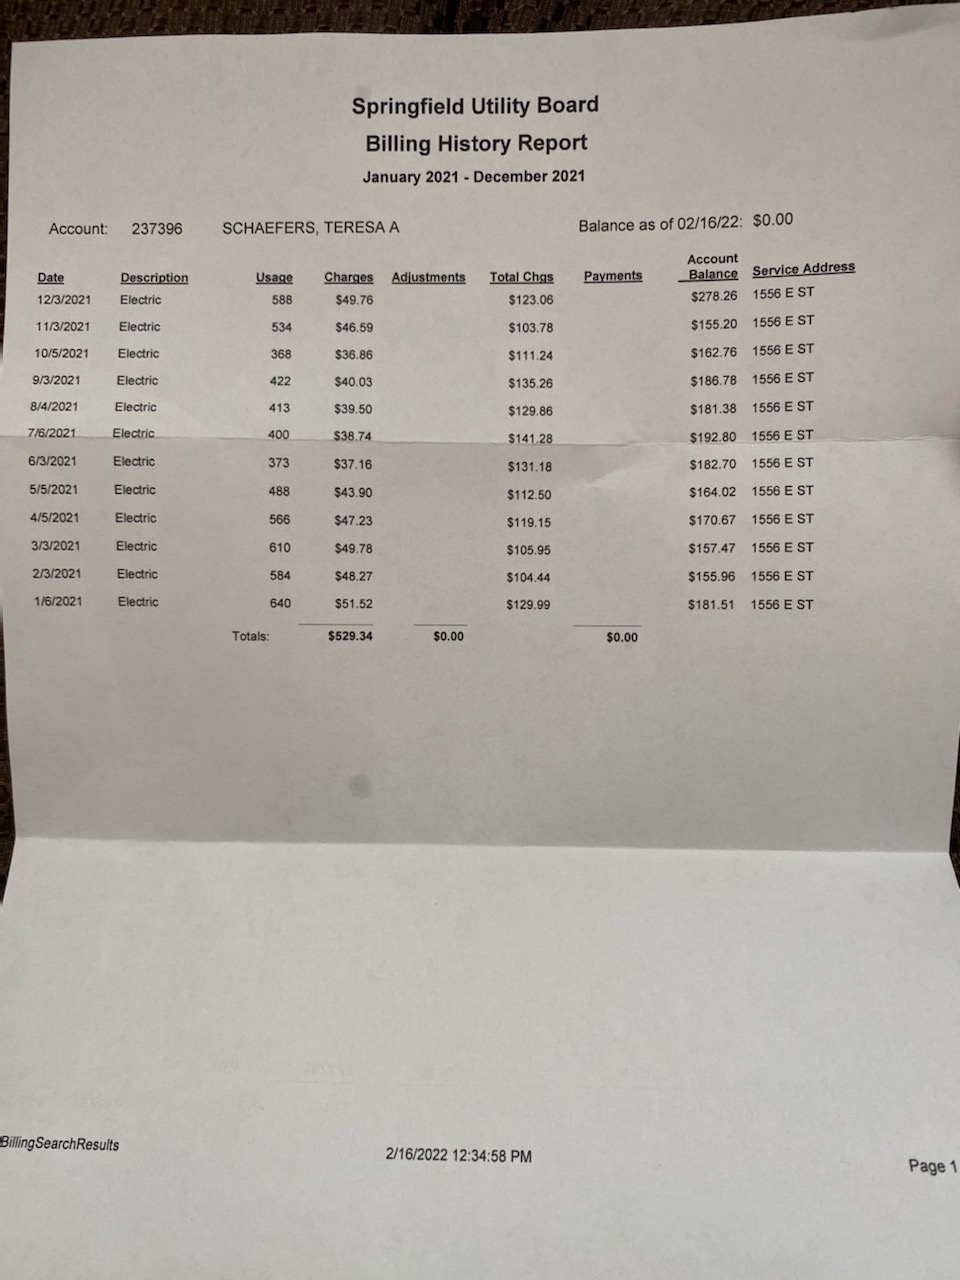 Springfield Utility Board
Billing History Report
January 2021 - December 2021
Account: 237396 SCHAEFERS, TERESA A Balance as of 02/16/22: $0.00
Date Description Usage Charges Adjustments Total Chgs Payments Account Balance Service Address
12/3/2021 Electric 588 $49.76 $123.06 $278.26 1556 E ST
11/3/2021 Electric 534 $46.59 $103.78 $155.20 1556 E ST
10/5/2021 Electric 368 $36.86 $111.24 $162.76 1556 E ST
9/3/2021 Electric 422 $40.03 $135.26 $186.78 1556 E ST
8/4/2021 Electric 413 $39.50 $129.86 $181.38 1556 E ST
7/6/2021 Electric 400 $38.74 $141.28 $192.80 1556 E ST
6/3/2021 Electric 373 $37.16 $131.18 $182.70 1556 E ST
5/5/2021 Electric 488 $43.90 $112.50 $164.02 1556 E ST
4/5/2021 Electric 566 $47.23 $119.15 $170.67 1556 E ST
3/3/2021 Electric 610 $49.78 $105.95 $157.47 1556 E ST
2/3/2021 Electric 584 $48.27 $104.44 $155.96 1556 E ST
1/6/2021 Electric 640 $51.52 $129.99 $181.51 1556 E ST
Totals: $529.34 $0.00 $0.00
BillingSearchResults 2/16/2022 12:34:58 PM Page 1